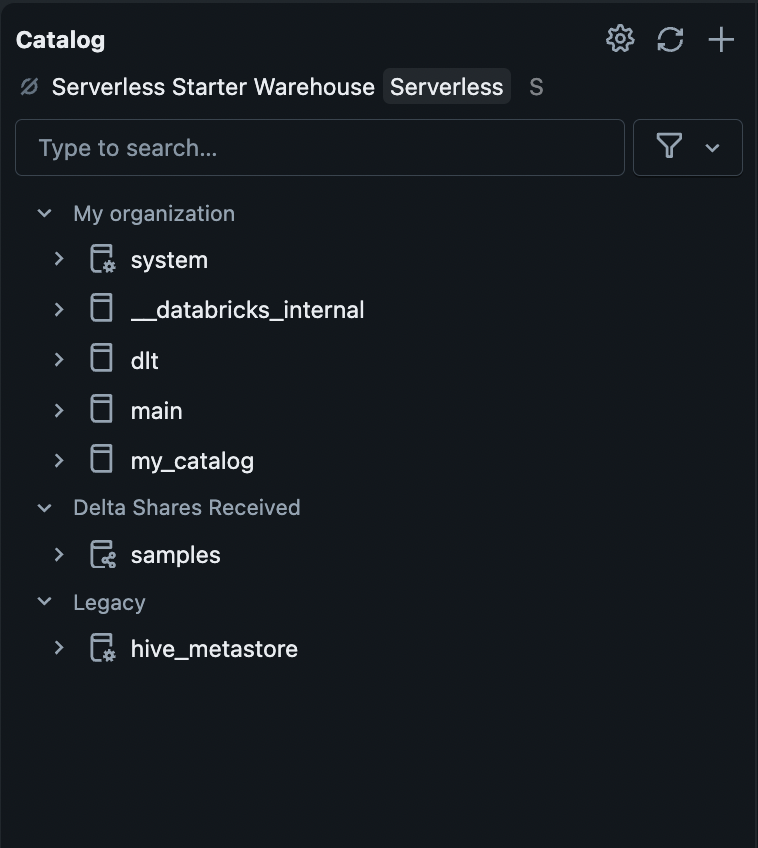 Catalog
Serverless Starter Warehouse Serverless S
Type to search...
My organization
system
__databricks_internal
dlt
main
my_catalog
Delta Shares Received
samples
Legacy
hive_metastore